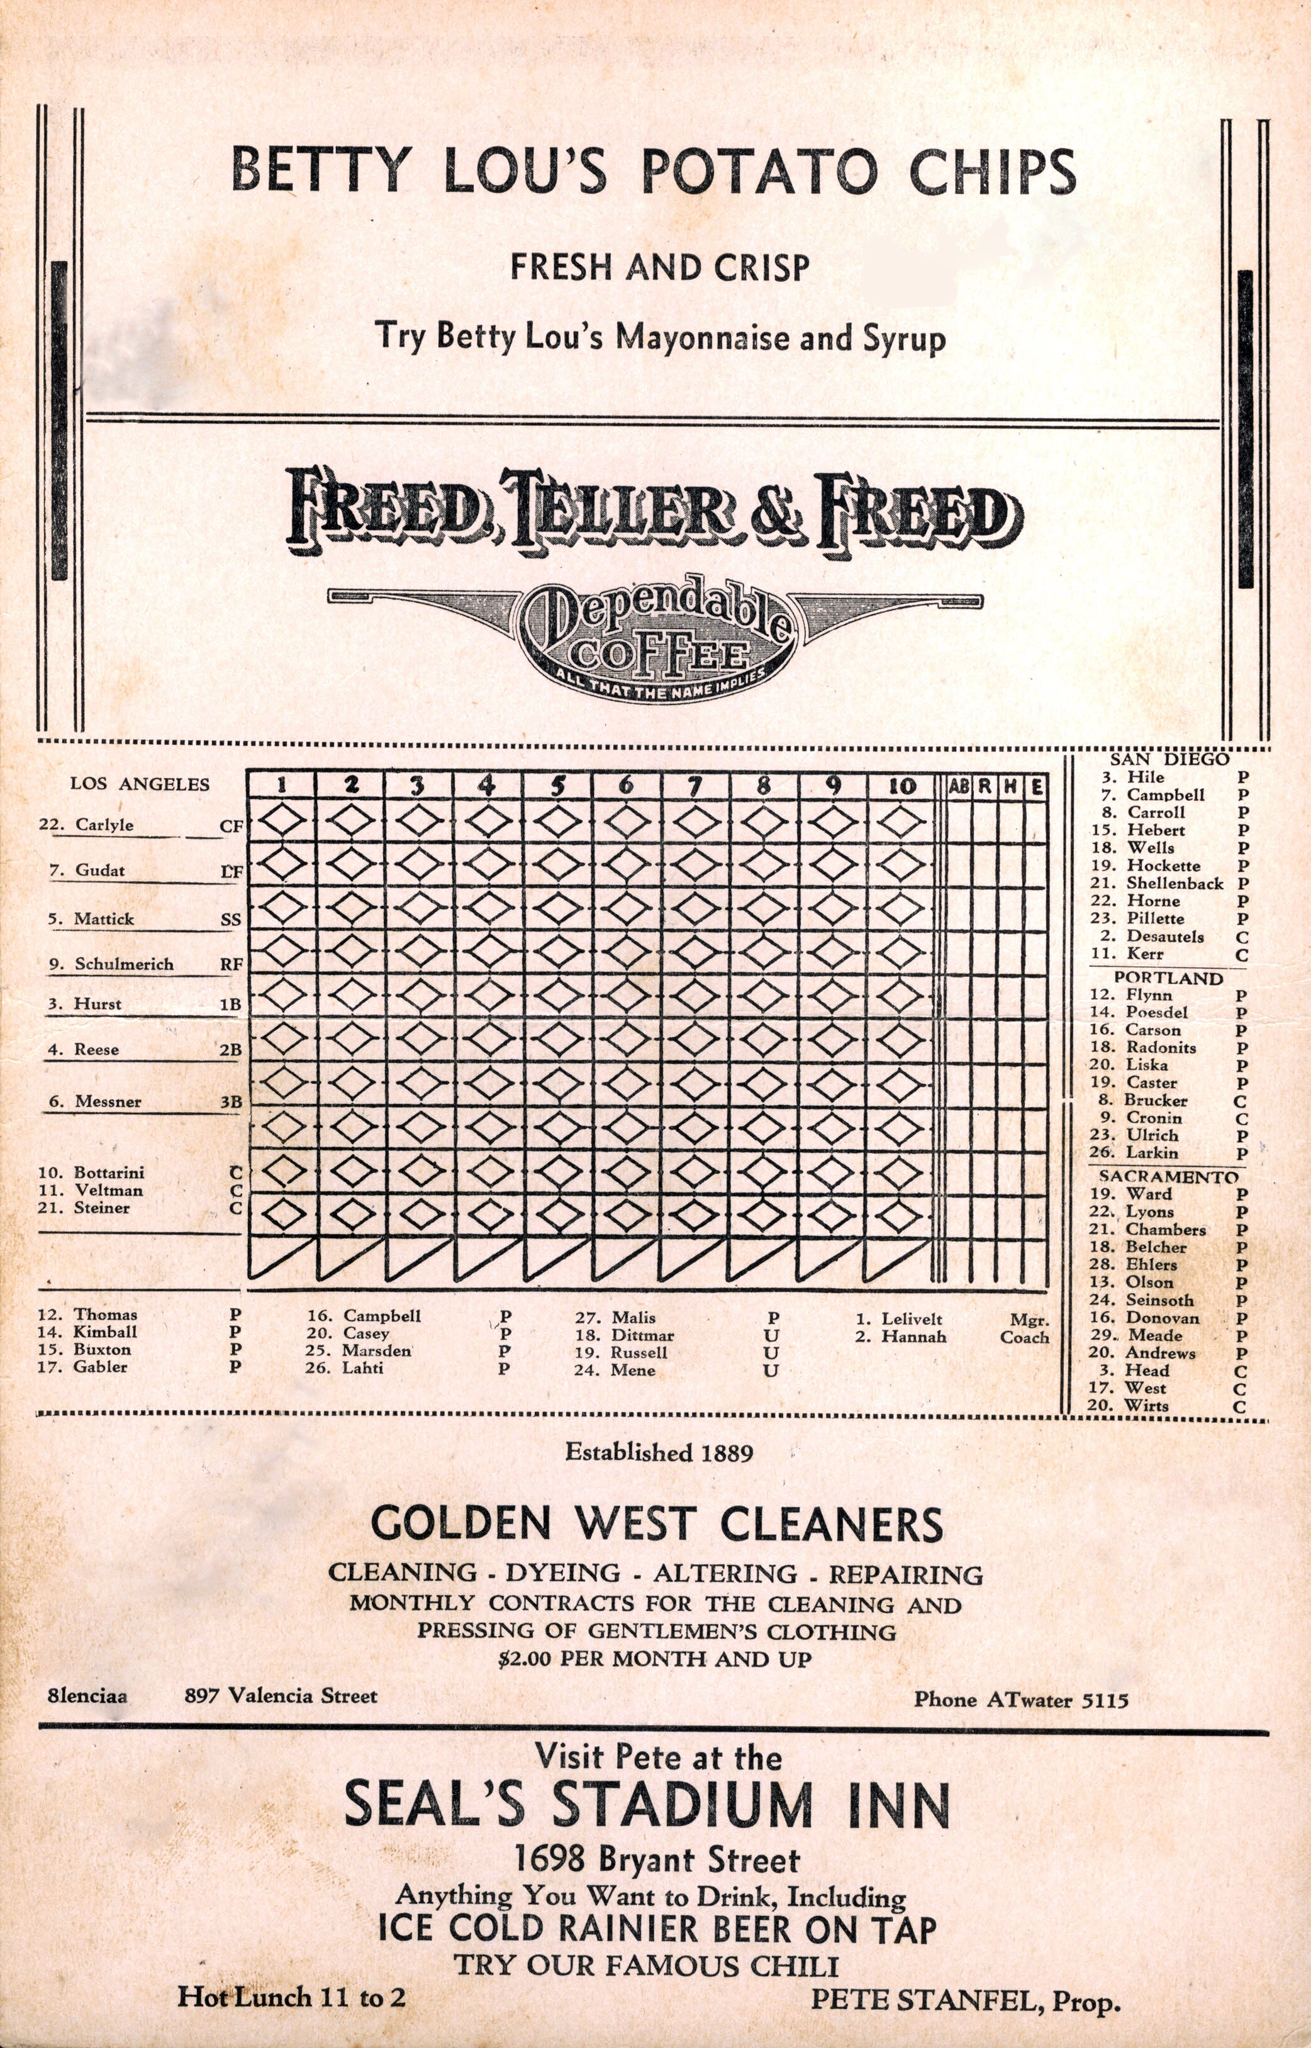 BETTY LOU'S POTATO CHIPS
FRESH AND CRISP
Try Betty Lou's Mayonnaise and Syrup
FREED, TELLER & FREED
Dependable
COFFEE
ALL THAT THE NAME IMPLIES
LOS ANGELES 1 2 3 4 5 6 7 8 9 10 AB R H E
22. Carlyle CF
7. Gudat LF
5. Mattick SS
9. Schulmerich RF
3. Hurst 1B
4. Reese 2B
6. Messner 3B
10. Bottarini C
11. Veltman C
21. Steiner C
12. Thomas P 16. Campbell P 27. Malis P 1. Lelivelt Mgr.
14. Kimball P 20. Casey P 18. Dittmar U 2. Hannah Coach
15. Buxton P 25. Marsden P 19. Russell U
17. Gabler P 26. Lahti P 24. Mene U
SAN DIEGO
3. Hile P
7. Campbell P
8. Carroll P
15. Hebert P
18. Wells P
19. Hockette P
21. Shellenback P
22. Horne P
23. Pillette P
2. Desautels C
11. Kerr C
PORTLAND
12. Flynn P
14. Poesdel P
16. Carson P
18. Radonits P
20. Liska P
19. Caster P
8. Brucker C
9. Cronin C
23. Ulrich P
26. Larkin P
SACRAMENTO
19. Ward P
22. Lyons P
21. Chambers P
18. Belcher P
28. Ehlers P
13. Olson P
24. Seinsoth P
16. Donovan P
29. Meade P
20. Andrews P
3. Head C
17. West C
20. Wirts C
Established 1889
GOLDEN WEST CLEANERS
CLEANING - DYEING - ALTERING - REPAIRING
MONTHLY CONTRACTS FOR THE CLEANING AND
PRESSING OF GENTLEMEN'S CLOTHING
$2.00 PER MONTH AND UP
8lenciaa 897 Valencia Street Phone ATwater 5115
Visit Pete at the
SEAL'S STADIUM INN
1698 Bryant Street
Anything You Want to Drink, Including
ICE COLD RAINIER BEER ON TAP
TRY OUR FAMOUS CHILI
Hot Lunch 11 to 2 PETE STANFEL, Prop.